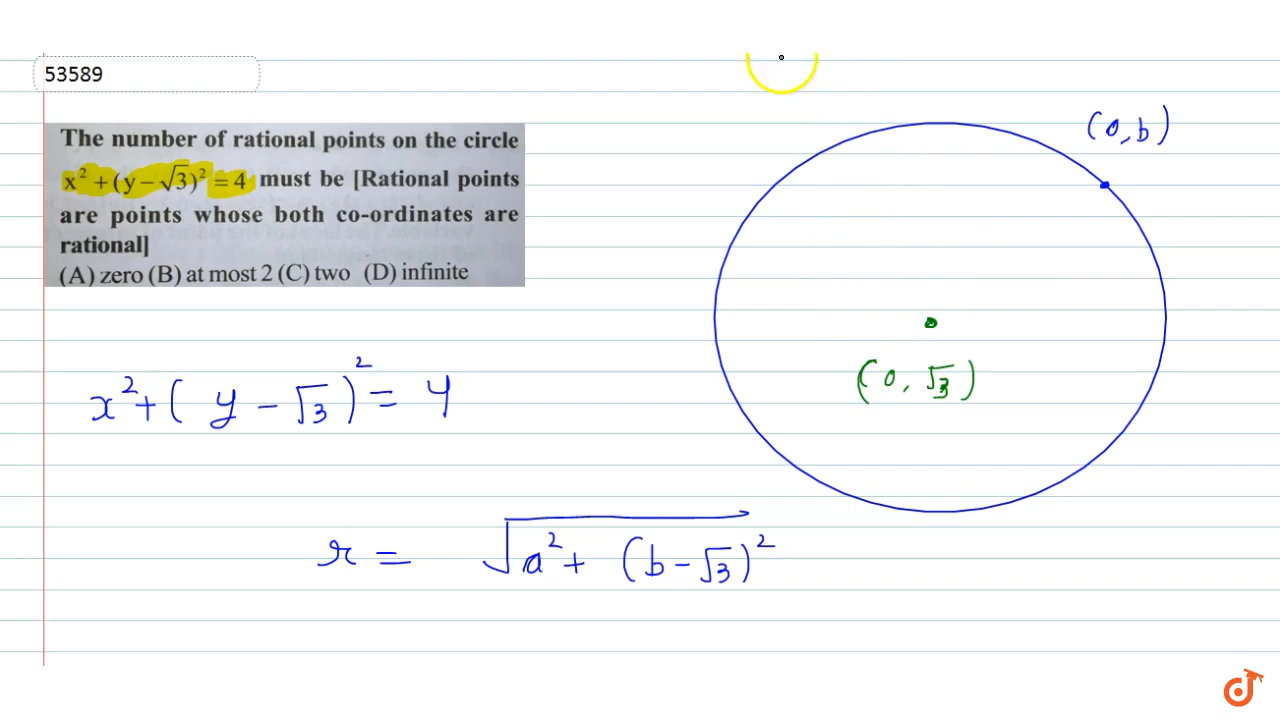 53589
The number of rational points on the circle
x² + (y – √3)² = 4 must be [Rational points
are points whose both co-ordinates are
rational]
(A) zero (B) at most 2 (C) two (D) infinite
(0, b)
(0, √3)
x² + ( y – √3 )² = 4
r = √a² + (b – √3)²